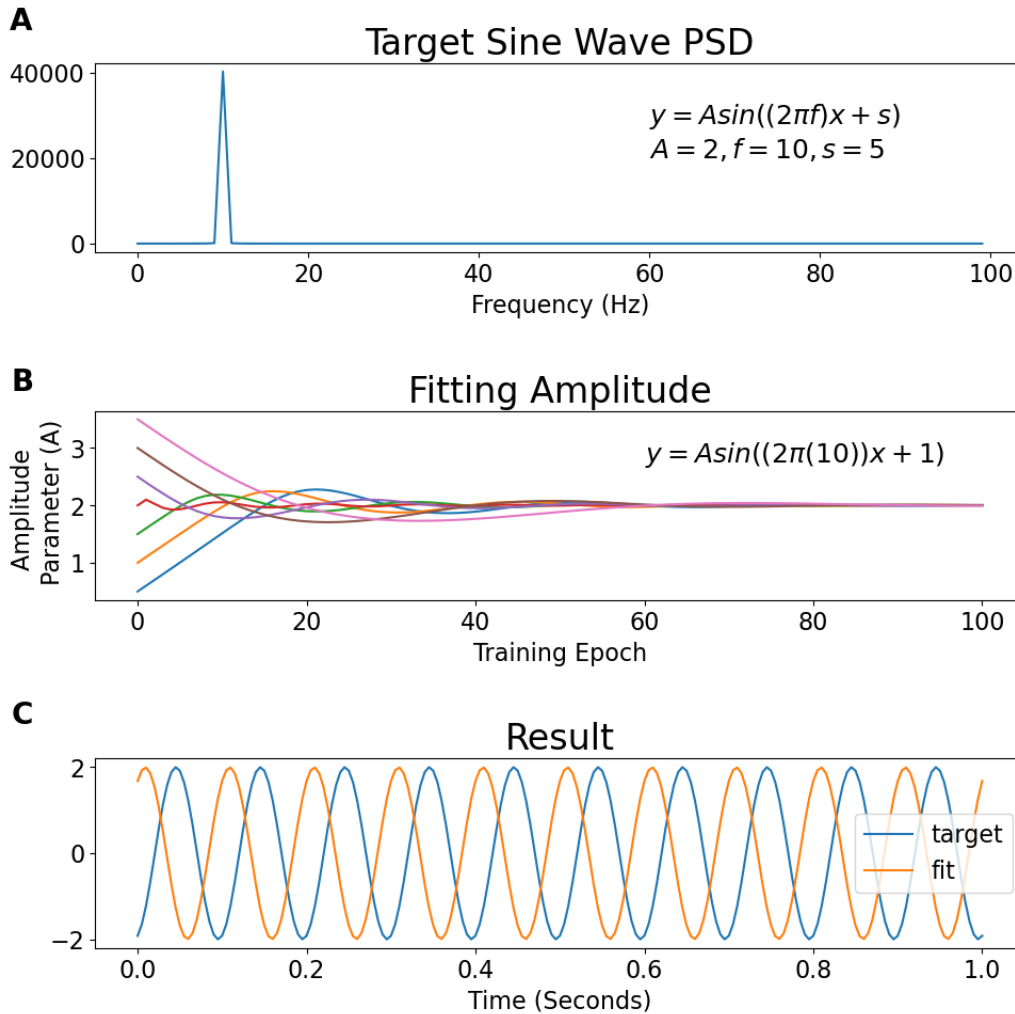 A
Target Sine Wave PSD
40000
20000
0
y = Asin((2πf)x + s)
A = 2, f = 10, s = 5
0 20 40 60 80 100
Frequency (Hz)
B
Fitting Amplitude
Amplitude
Parameter (A)
3
2
1
y = Asin((2π(10))x + 1)
0 20 40 60 80 100
Training Epoch
C
Result
2
0
−2
target
fit
0.0 0.2 0.4 0.6 0.8 1.0
Time (Seconds)